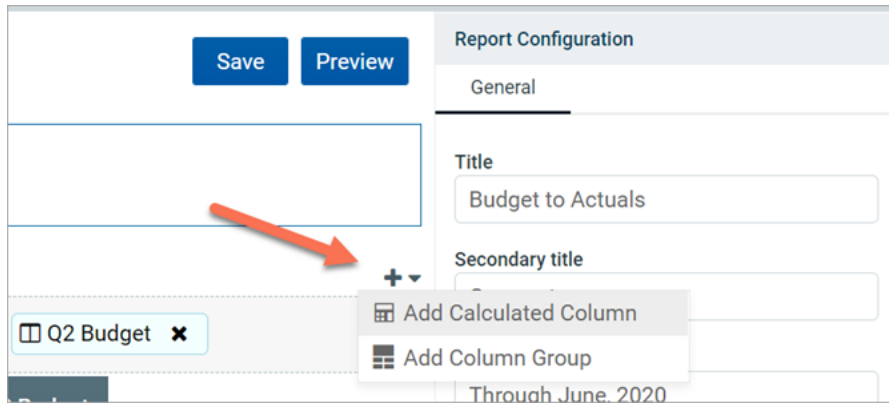 Save
Preview
Q2 Budget
Add Calculated Column
Add Column Group
Report Configuration
General
Title
Budget to Actuals
Secondary title
Through June, 2020